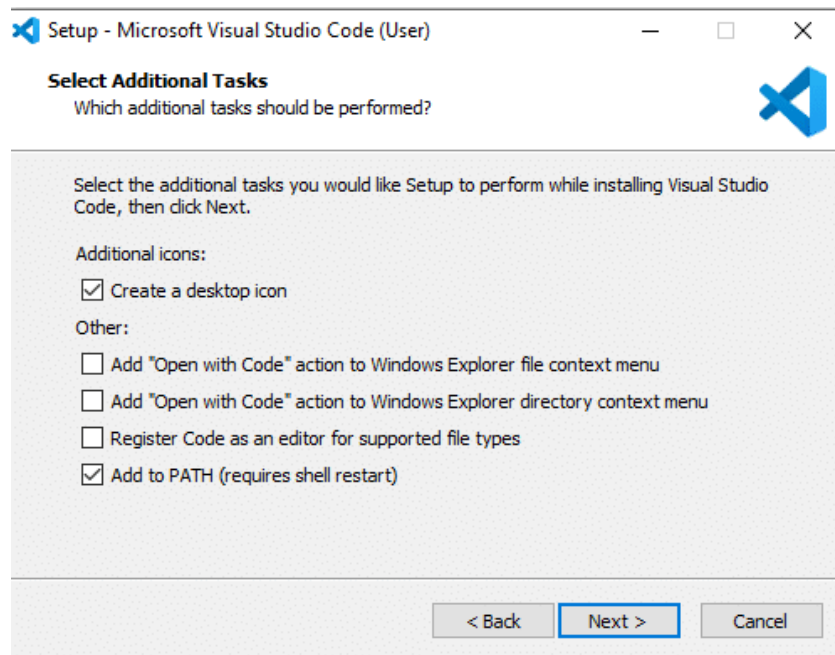 Setup - Microsoft Visual Studio Code (User)
Select Additional Tasks
Which additional tasks should be performed?
Select the additional tasks you would like Setup to perform while installing Visual Studio
Code, then click Next.
Additional icons:
Create a desktop icon
Other:
Add "Open with Code" action to Windows Explorer file context menu
Add "Open with Code" action to Windows Explorer directory context menu
Register Code as an editor for supported file types
Add to PATH (requires shell restart)
< Back Next > Cancel